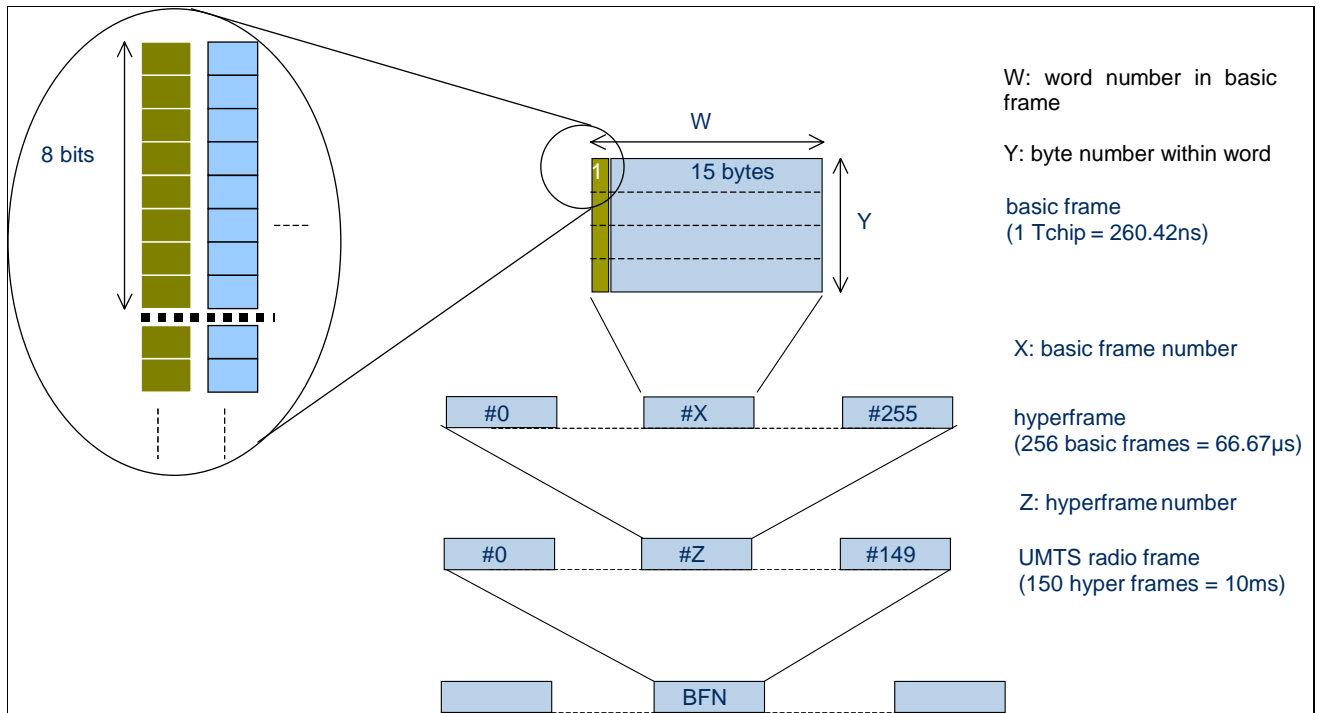 W: word number in basic
frame
W
8 bits
Y: byte number within word
1
15 bytes
basic frame
(1 Tchip = 260.42ns)
Y
X: basic frame number
#0
#X
#255
hyperframe
(256 basic frames = 66.67µs)
Z: hyperframe number
#0
#Z
#149
UMTS radio frame
(150 hyper frames = 10ms)
BFN